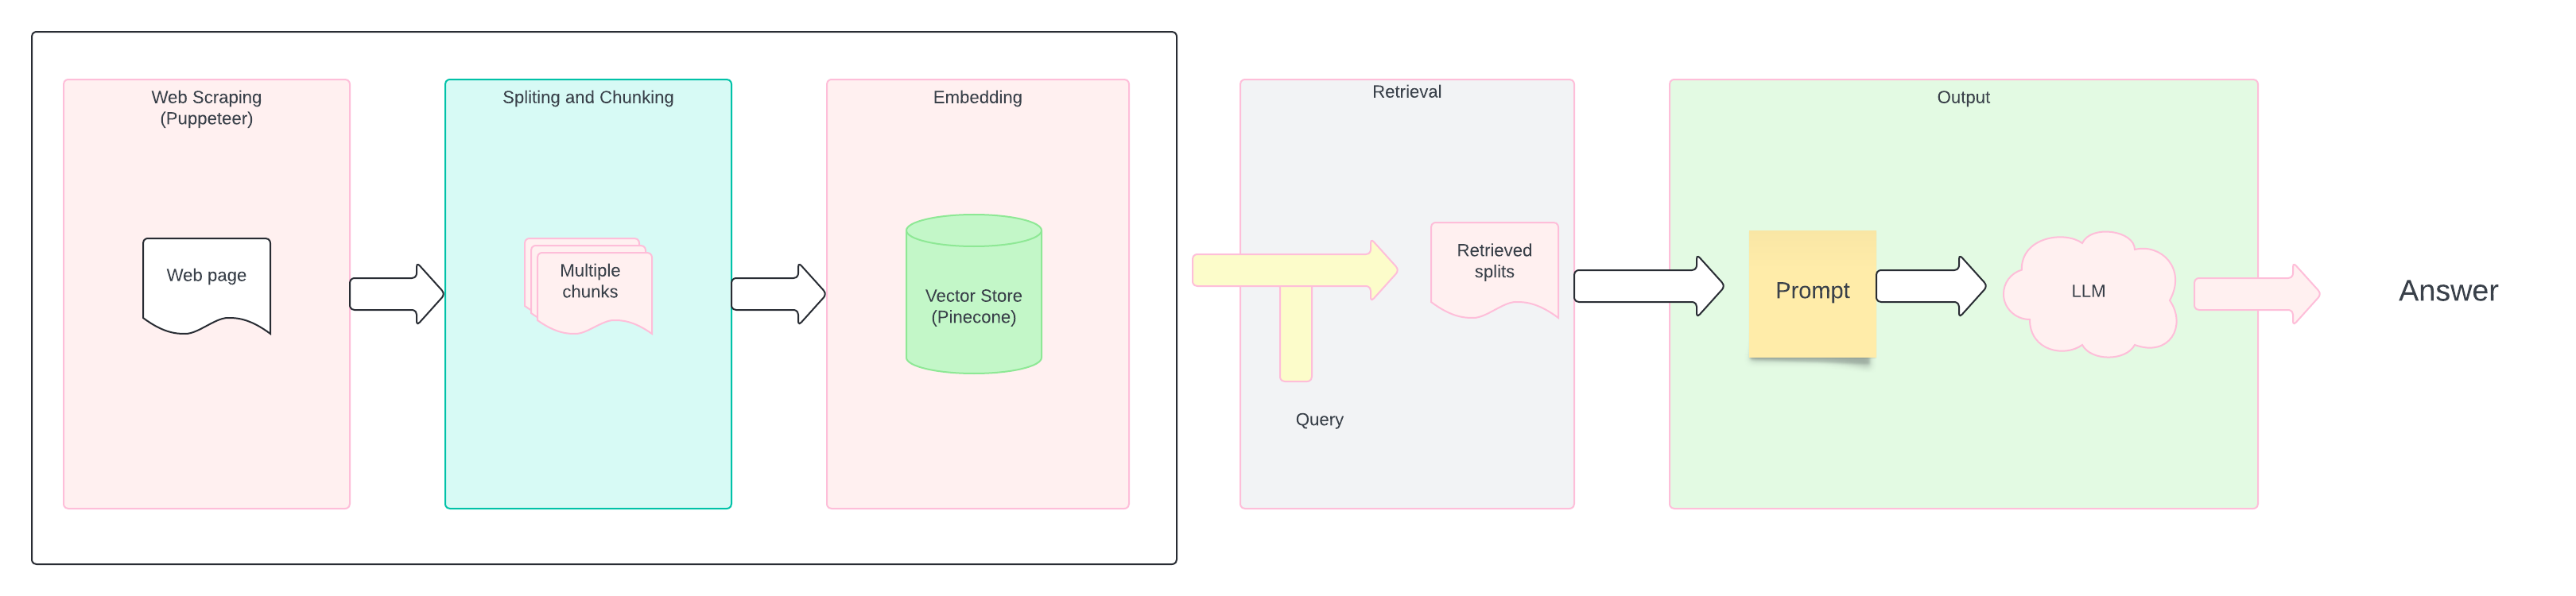 Web Scraping
(Puppeteer)
Web page
Spliting and Chunking
Multiple
chunks
Embedding
Vector Store
(Pinecone)
Retrieval
Query
Retrieved
splits
Output
Prompt
LLM
Answer